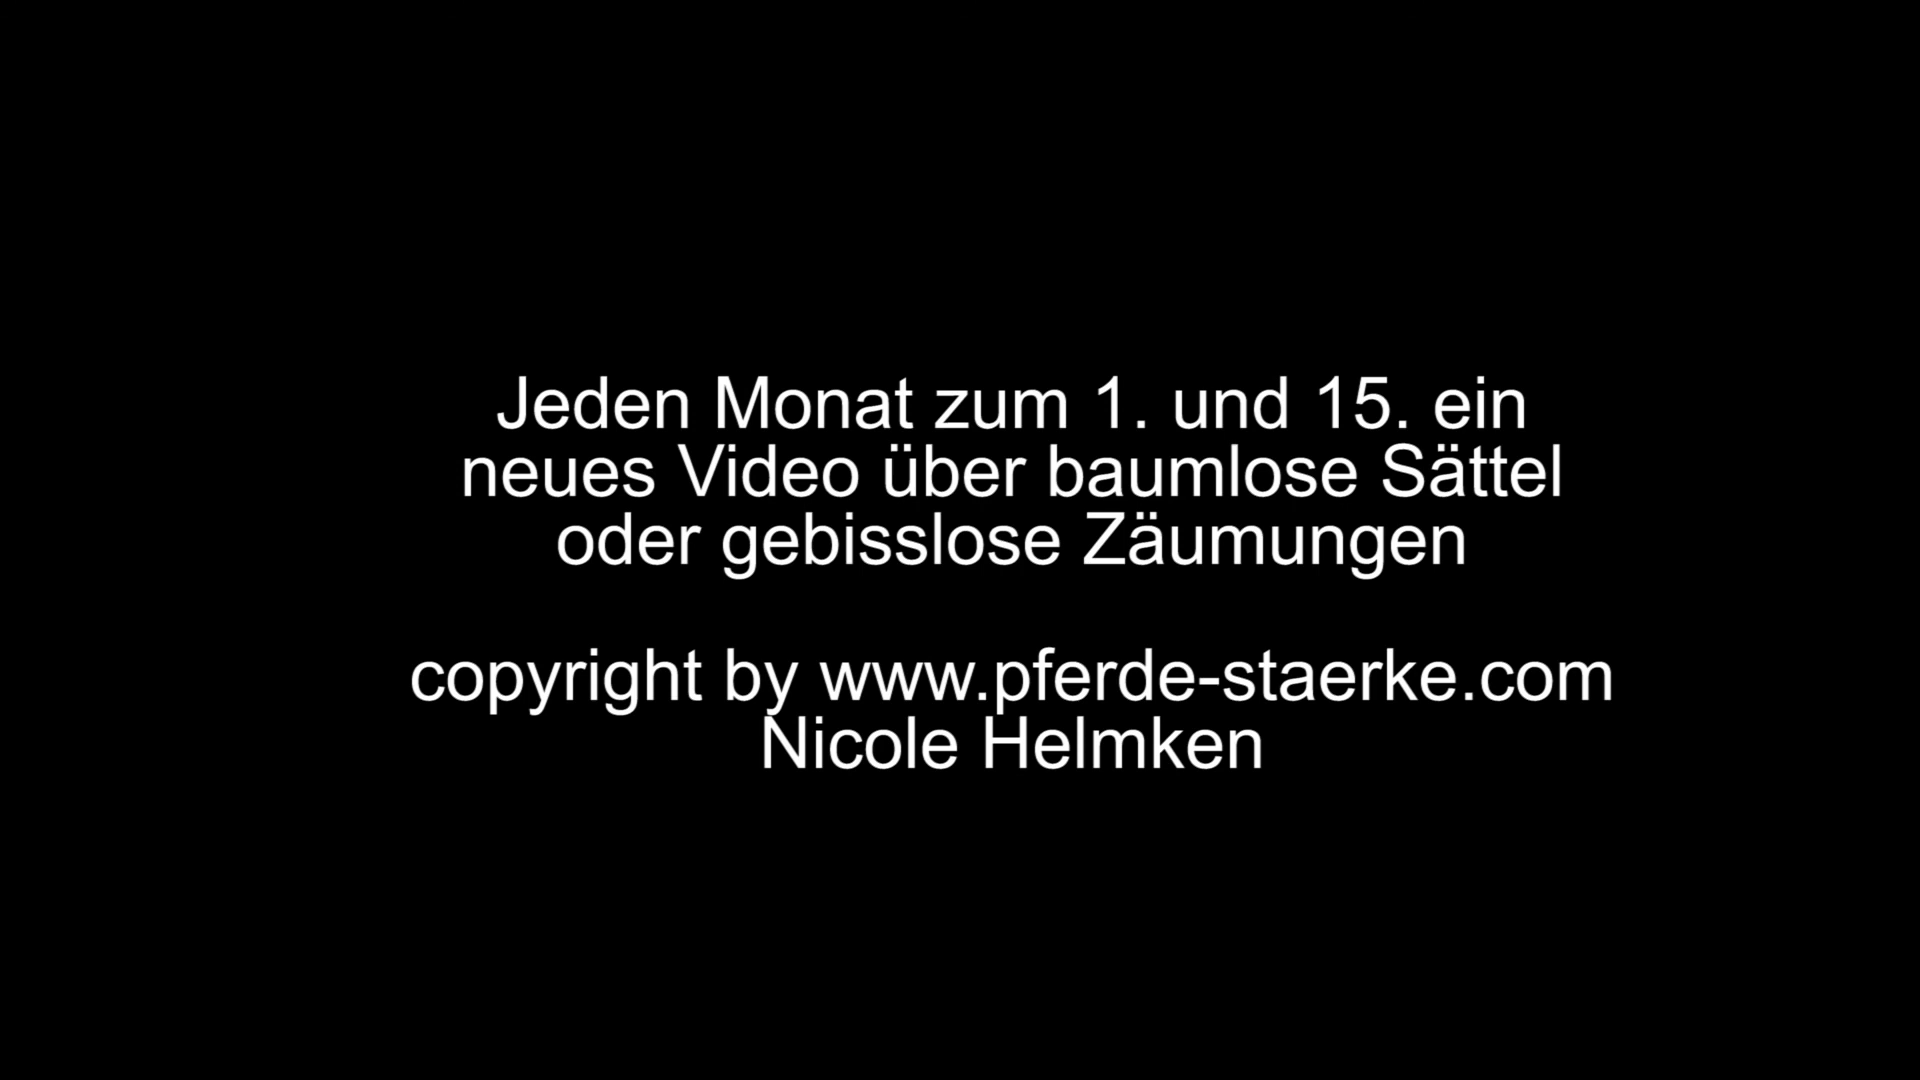 Jeden Monat zum 1. und 15. ein
neues Video über baumlose Sättel
oder gebisslose Zäumungen
copyright by www.pferde-staerke.com
Nicole Helmken